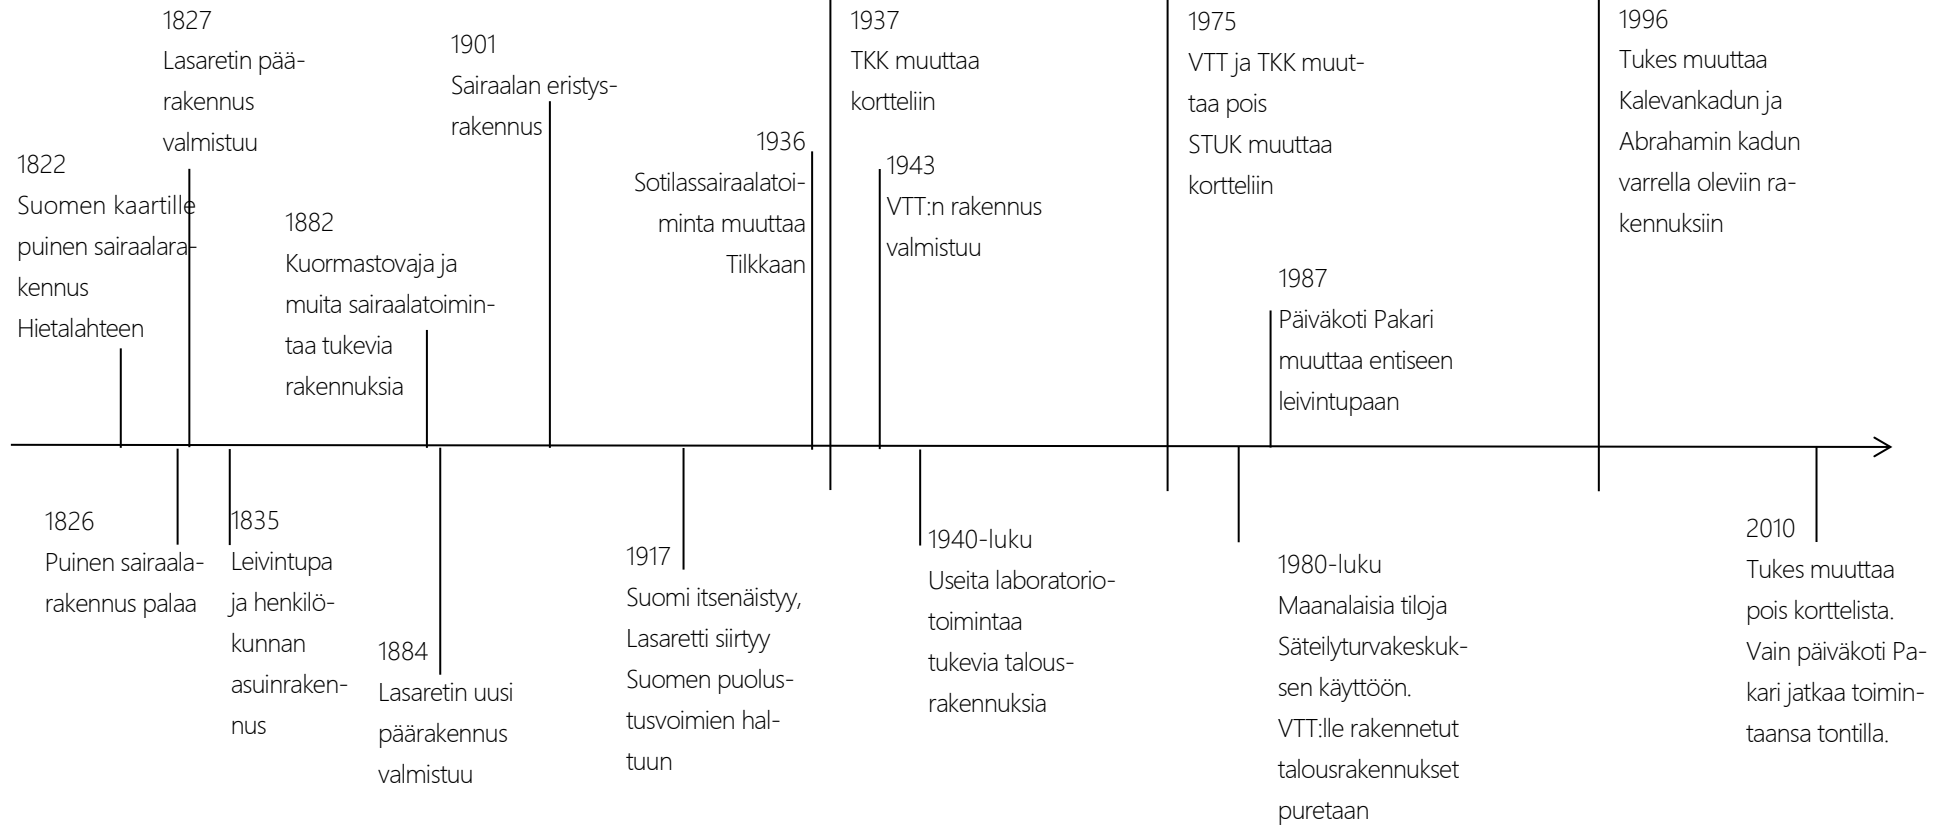 1822
Suomen kaartille
puinen sairaalara-
kennus
Hietalahteen
1827
Lasaretin pää-
rakennus
valmistuu
1882
Kuormastovaja ja
muita sairaalatoimin-
taa tukevia
rakennuksia
1901
Sairaalan eristys-
rakennus
1936
Sotilassairaalatoi-
minta muuttaa
Tilkkaan
1937
TKK muuttaa
kortteliin
1943
VTT:n rakennus
valmistuu
1975
VTT ja TKK muut-
taa pois
STUK muuttaa
kortteliin
1987
Päiväkoti Pakari
muuttaa entiseen
leivintupaan
1996
Tukes muuttaa
Kalevankadun ja
Abrahamin kadun
varrella oleviin ra-
kennuksiin
1826
Puinen sairaala-
rakennus palaa
1835
Leivintupa
ja henkilö-
kunnan
asuinraken-
nus
1884
Lasaretin uusi
päärakennus
valmistuu
1917
Suomi itsenäistyy,
Lasaretti siirtyy
Suomen puolus-
tusvoimien hal-
tuun
1940-luku
Useita laboratorio-
toimintaa
tukevia talous-
rakennuksia
1980-luku
Maanalaisia tiloja
Säteilyturvakeskuk-
sen käyttöön.
VTT:lle rakennetut
talousrakennukset
puretaan
2010
Tukes muuttaa
pois korttelista.
Vain päiväkoti Pa-
kari jatkaa toimin-
taansa tontilla.